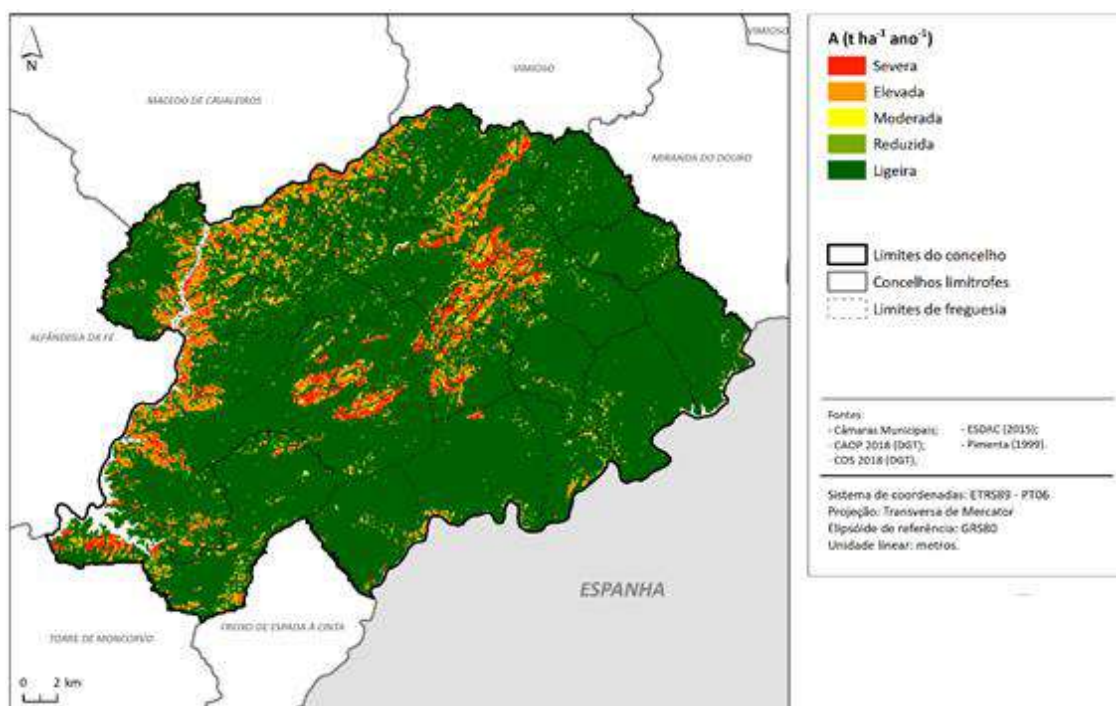 N
MACEDO DE CAVALEIROS
VIMIOSO
VIMIOSO
MIRANDA DO DOURO
ALFÂNDEGA DA FÉ
TORRE DE MONCORVO
FREIXO DE ESPADA À CINTA
ESPANHA
0 2 km
A (t ha⁻¹ ano⁻¹)
Severa
Elevada
Moderada
Reduzida
Ligeira
Limites do concelho
Concelhos limítrofes
Limites de freguesia
Fontes:
- Câmaras Municipais; - ESDAC (2015);
- CAOP 2018 (DGT); - Pimenta (1999).
- COS 2018 (DGT),
Sistema de coordenadas: ETRS89 - PT06
Projeção: Transversa de Mercator
Elipsóide de referência: GRS80
Unidade linear: metros.